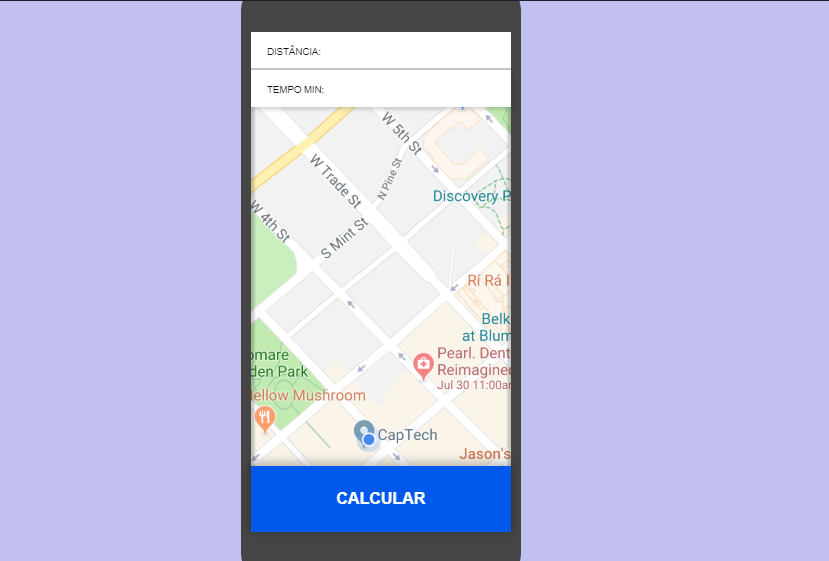 DISTÂNCIA:
TEMPO MIN:
W 5th St
W Trade St
N Pine St
Discovery P
W 4th St
S Mint St
Rí Rá I
Belk
at Blum
Pearl. Dent
Reimagined
Jul 30 11:00am
omare
den Park
ellow Mushroom
CapTech
Jason's
CALCULAR